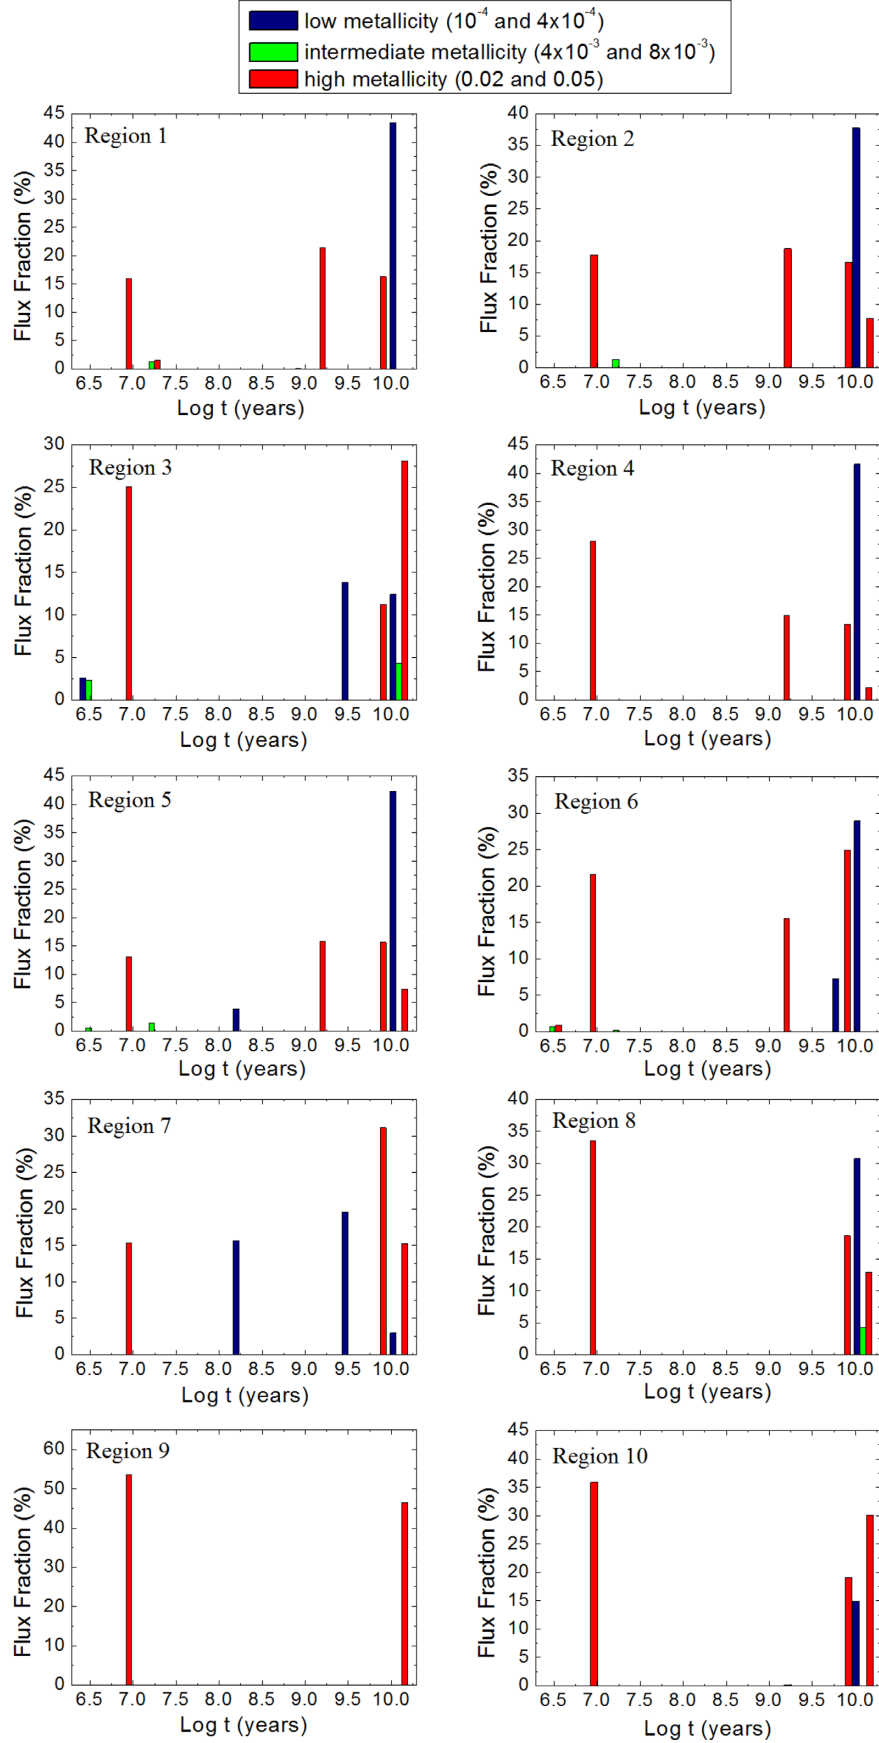 low metallicity (10⁻⁴ and 4x10⁻⁴)
intermediate metallicity (4x10⁻³ and 8x10⁻³)
high metallicity (0.02 and 0.05)
Region 1
Flux Fraction (%)
45
40
35
30
25
20
15
10
5
0
6.5 7.0 7.5 8.0 8.5 9.0 9.5 10.0
Log t (years)
Region 2
Flux Fraction (%)
40
35
30
25
20
15
10
5
0
6.5 7.0 7.5 8.0 8.5 9.0 9.5 10.0
Log t (years)
Region 3
Flux Fraction (%)
30
25
20
15
10
5
0
6.5 7.0 7.5 8.0 8.5 9.0 9.5 10.0
Log t (years)
Region 4
Flux Fraction (%)
45
40
35
30
25
20
15
10
5
0
6.5 7.0 7.5 8.0 8.5 9.0 9.5 10.0
Log t (years)
Region 5
Flux Fraction (%)
45
40
35
30
25
20
15
10
5
0
6.5 7.0 7.5 8.0 8.5 9.0 9.5 10.0
Log t (years)
Region 6
Flux Fraction (%)
35
30
25
20
15
10
5
0
6.5 7.0 7.5 8.0 8.5 9.0 9.5 10.0
Log t (years)
Region 7
Flux Fraction (%)
35
30
25
20
15
10
5
0
6.5 7.0 7.5 8.0 8.5 9.0 9.5 10.0
Log t (years)
Region 8
Flux Fraction (%)
40
35
30
25
20
15
10
5
0
6.5 7.0 7.5 8.0 8.5 9.0 9.5 10.0
Log t (years)
Region 9
Flux Fraction (%)
60
50
40
30
20
10
0
6.5 7.0 7.5 8.0 8.5 9.0 9.5 10.0
Log t (years)
Region 10
Flux Fraction (%)
45
40
35
30
25
20
15
10
5
0
6.5 7.0 7.5 8.0 8.5 9.0 9.5 10.0
Log t (years)